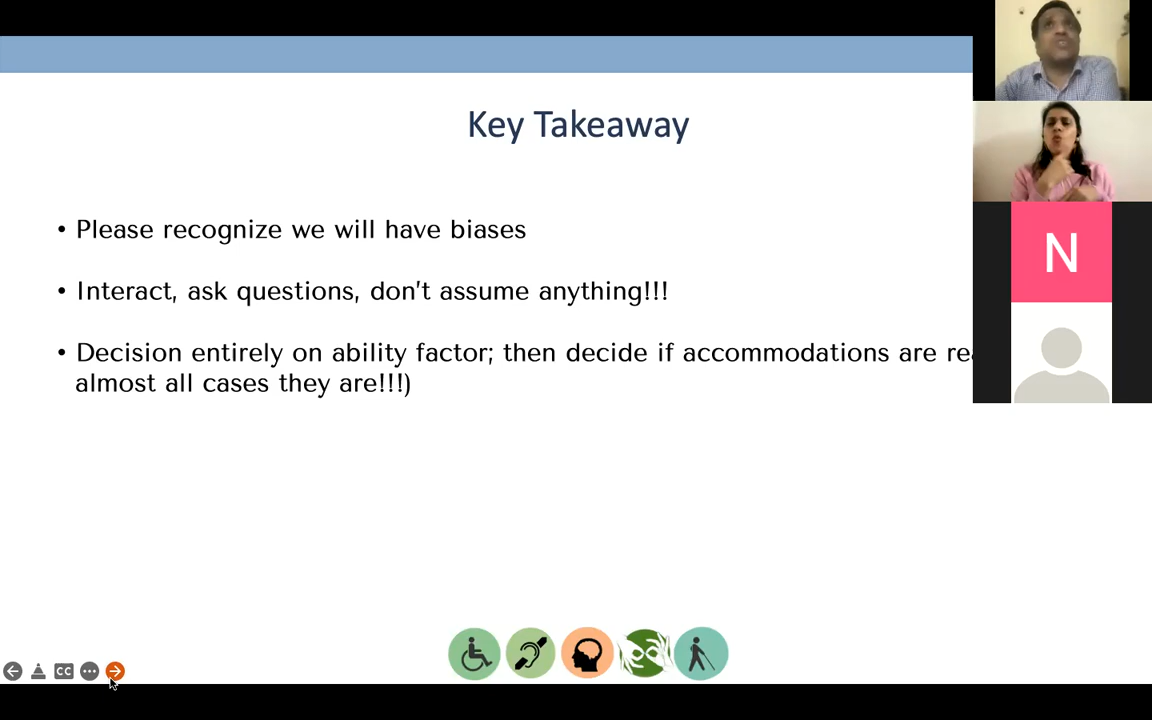 Key Takeaway
• Please recognize we will have biases
• Interact, ask questions, don't assume anything!!!
• Decision entirely on ability factor; then decide if accommodations are
almost all cases they are!!!)
N
CC